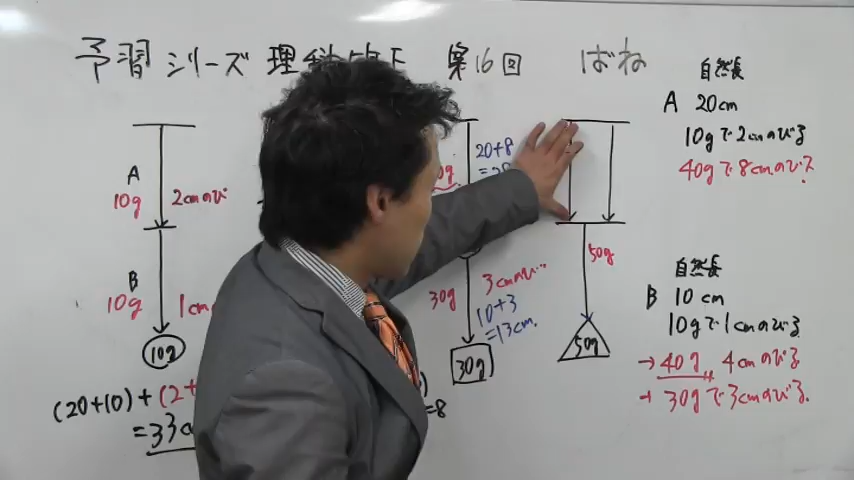 予習シリーズ 理科 下 第16回 ばね
A
10g
2cmのび
B
10g
1cm
10g
(20+10)+(2+
=33c
=8
20+8
=28
30g
3cmのび…
10+3
=13cm.
30g
50g
50g
自然長
A 20cm
10gで2cmのびる
40gで8cmのびる.
自然長
B 10cm
10gで1cmのびる
→40g 4cmのびる
→30gで3cmのびる.